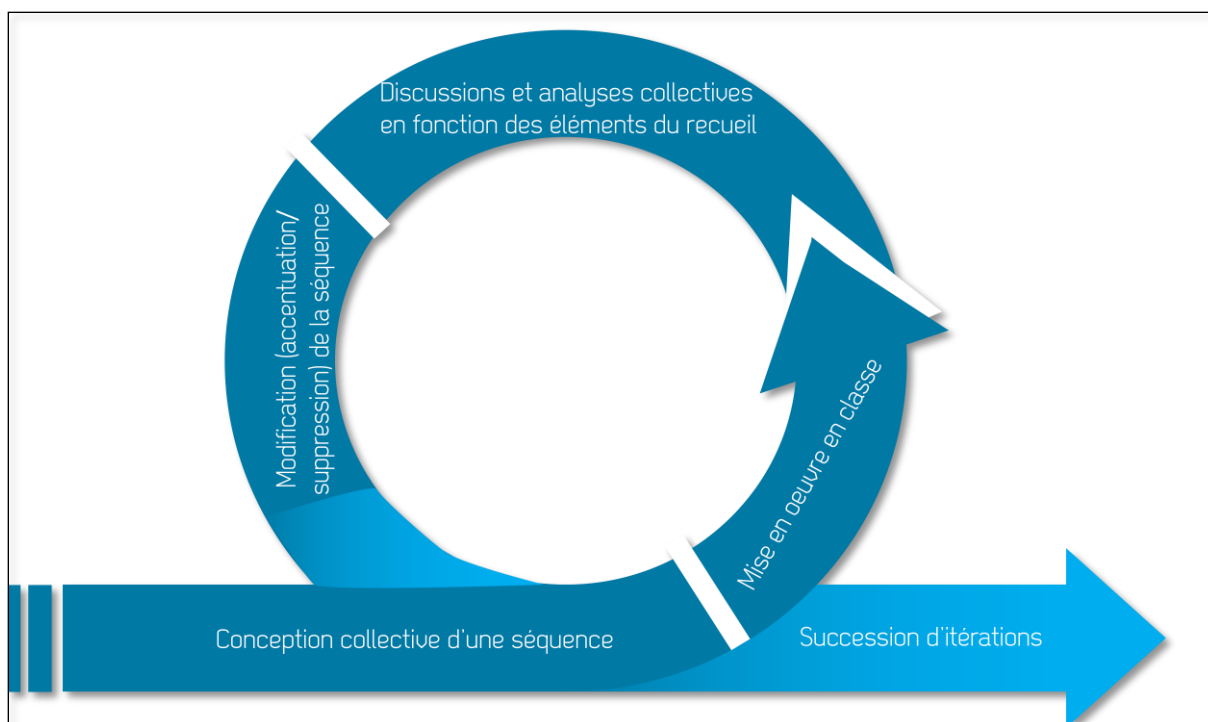 Discussions et analyses collectives
en fonction des éléments du recueil
Modification (accentuation/
suppression) de la séquence
Mise en oeuvre en classe
Conception collective d'une séquence
Succession d'itérations